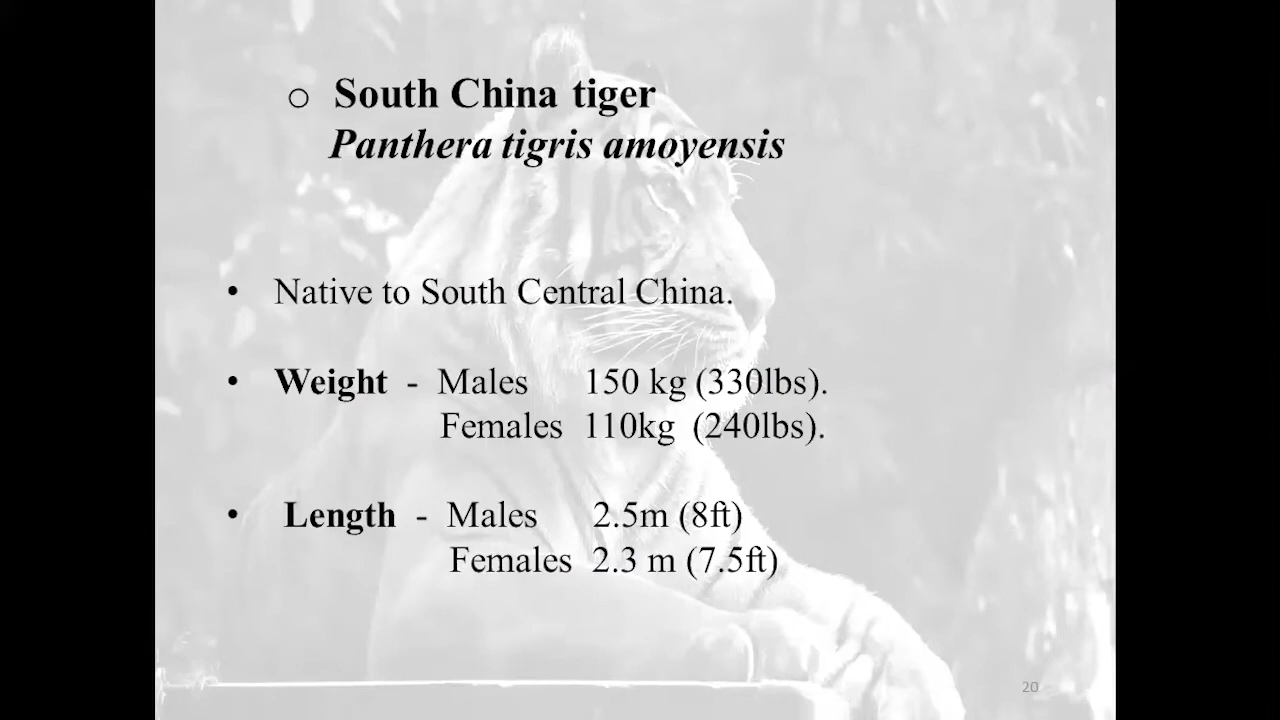 o South China tiger
Panthera tigris amoyensis
• Native to South Central China.
• Weight - Males 150 kg (330lbs).
Females 110kg (240lbs).
• Length - Males 2.5m (8ft)
Females 2.3 m (7.5ft)
20